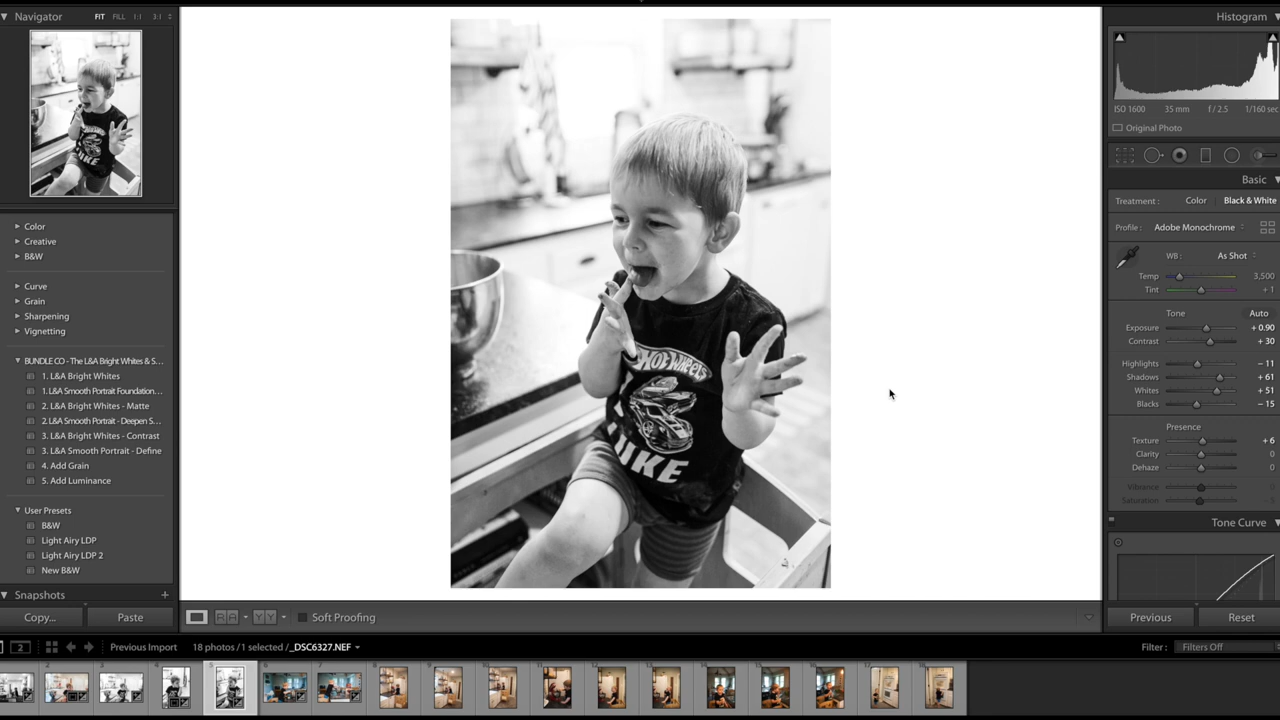 Navigator FIT FILL 1:1 3:1
Histogram
ISO 1600 35 mm f / 2.5 1/160 sec
Original Photo
Basic
Treatment : Color Black & White
Profile : Adobe Monochrome
WB : As Shot
Temp 3,500
Tint + 1
Tone Auto
Exposure + 0.90
Contrast + 30
Highlights − 11
Shadows + 61
Whites + 51
Blacks − 15
Presence
Texture + 6
Clarity 0
Dehaze 0
Vibrance
Saturation
Tone Curve
Previous Reset
Color
Creative
B&W
Curve
Grain
Sharpening
Vignetting
BUNDLE CO - The L&A Bright Whites & S...
1. L&A Bright Whites
1. L&A Smooth Portrait Foundation...
2. L&A Bright Whites - Matte
2. L&A Smooth Portrait - Deepen S...
3. L&A Bright Whites - Contrast
3. L&A Smooth Portrait - Define
4. Add Grain
5. Add Luminance
User Presets
B&W
Light Airy LDP
Light Airy LDP 2
New B&W
Snapshots +
Copy... Paste
HOT WHEELS
LIKE
RA YY Soft Proofing
2 Previous Import 18 photos / 1 selected / _DSC6327.NEF
Filter : Filters Off